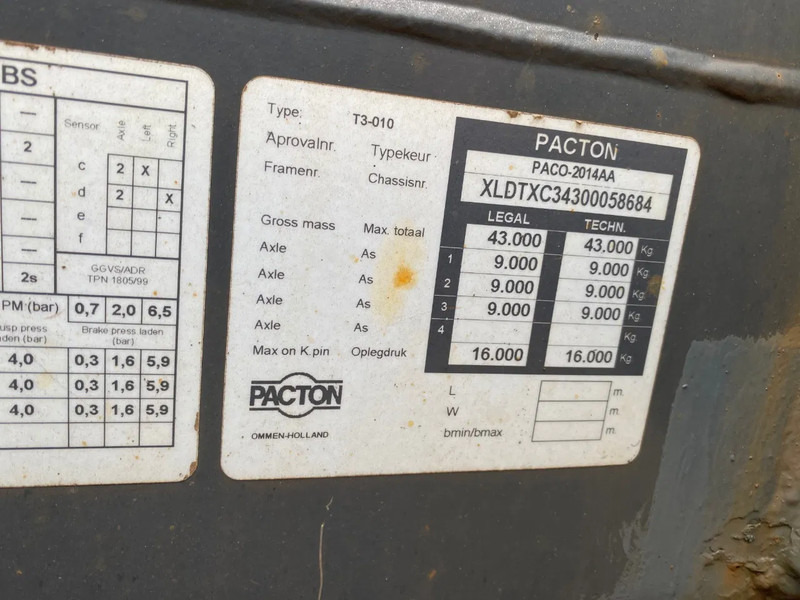 BS
—
2
—
—
—
2s
Sensor Axle Left Right
c 2 X
d 2 X
e
f
GGVS/ADR
TPN 1805/99
PM (bar) 0,7 2,0 6,5
usp press Brake press laden
den (bar) (bar)
4,0 0,3 1,6 5,9
4,0 0,3 1,6 5,9
4,0 0,3 1,6 5,9
Type: T3-010
Aprovalnr. Typekeur
Framenr. Chassisnr.
PACTON
PACO-2014AA
XLDTXC34300058684
LEGAL TECHN.
Gross mass Max. totaal 43.000 43.000 Kg
Axle As 1 9.000 9.000 Kg
Axle As 2 9.000 9.000 Kg
Axle As 3 9.000 9.000 Kg
Axle As 4 Kg
Max on K.pin Oplegdruk 16.000 16.000 Kg
PACTON
OMMEN-HOLLAND
L m.
W m.
bmin/bmax m.